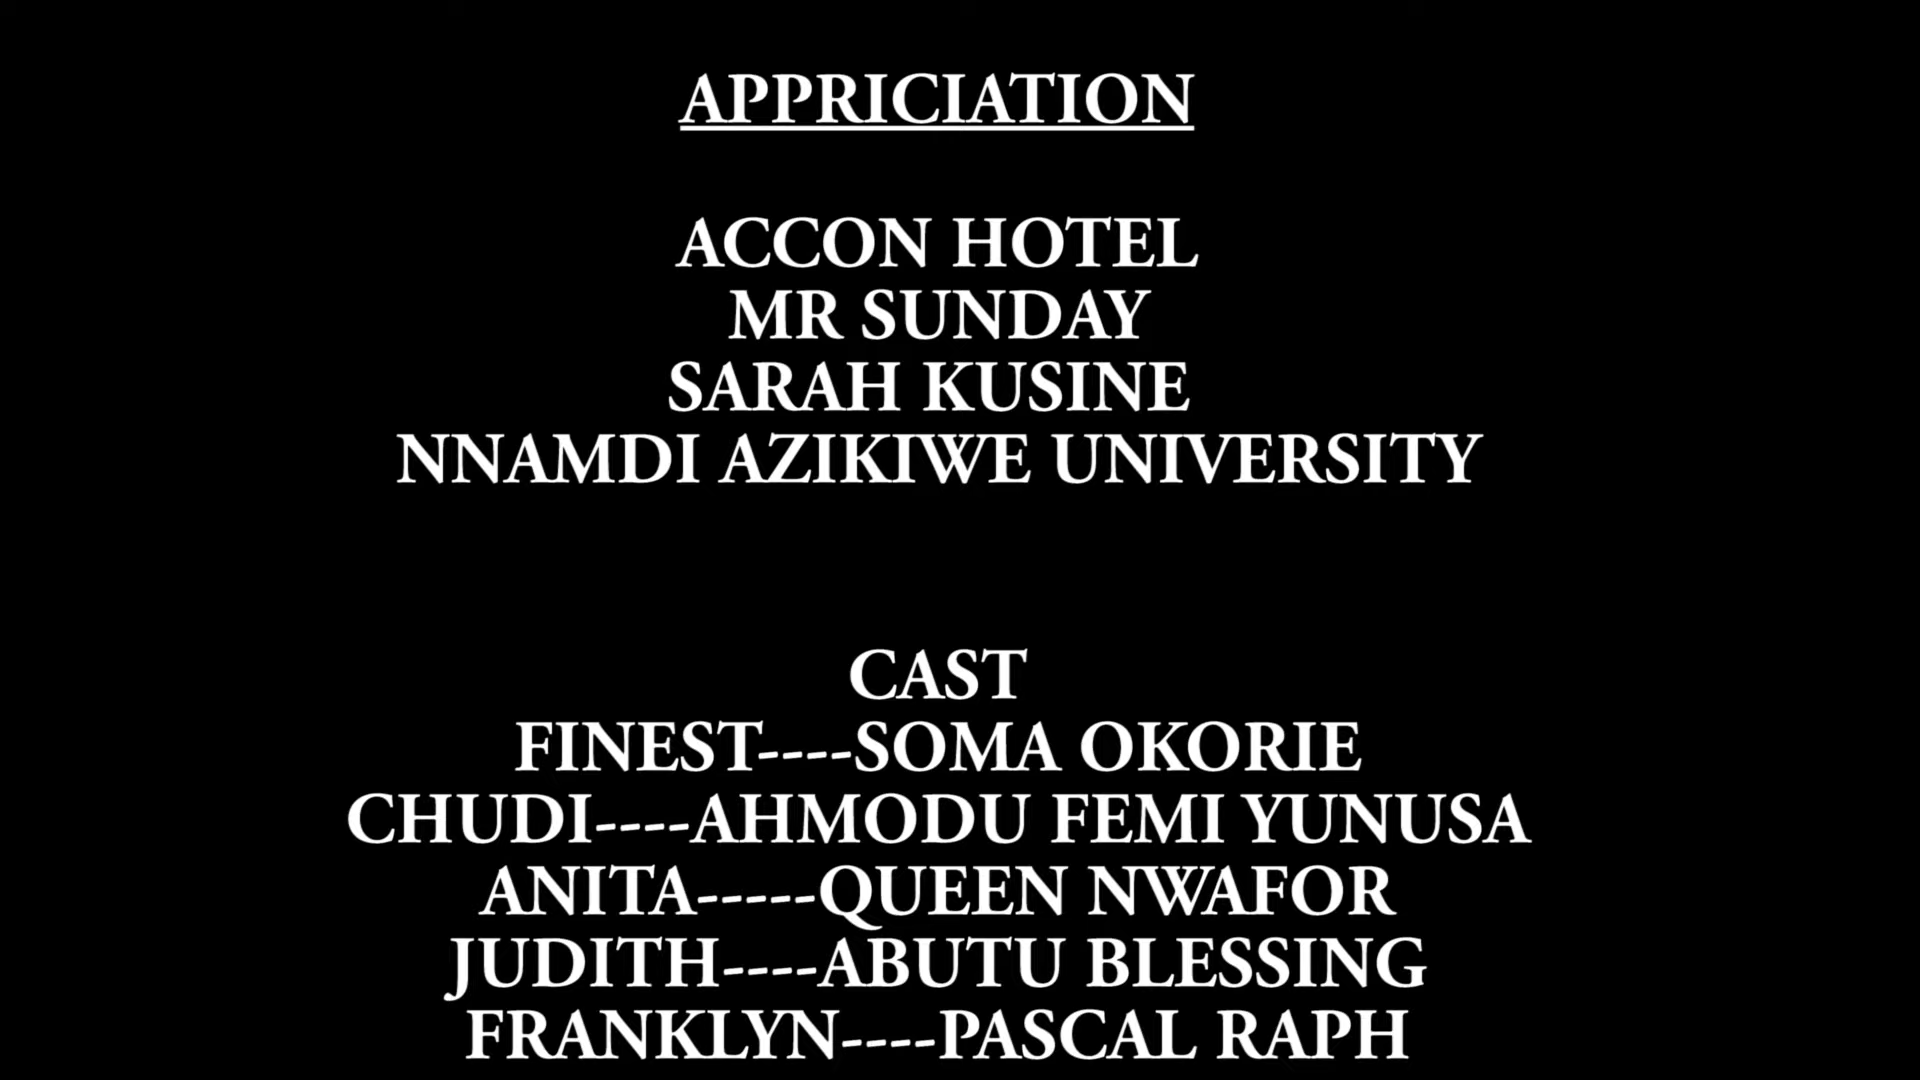 APPRICIATION
ACCON HOTEL
MR SUNDAY
SARAH KUSINE
NNAMDI AZIKIWE UNIVERSITY
CAST
FINEST----SOMA OKORIE
CHUDI----AHMODU FEMI YUNUSA
ANITA-----QUEEN NWAFOR
JUDITH----ABUTU BLESSING
FRANKLYN----PASCAL RAPH